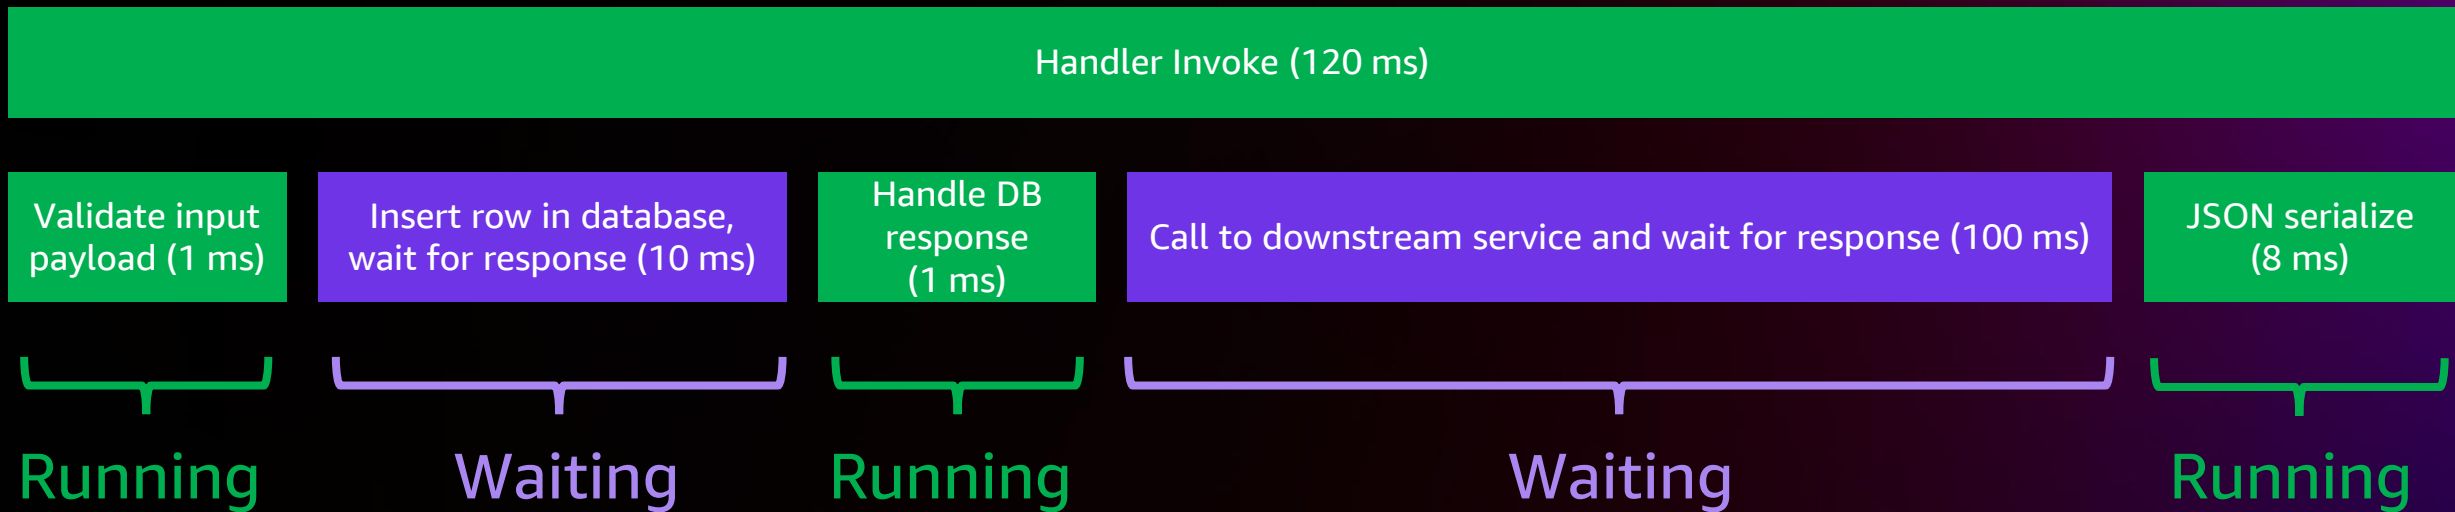 Handler Invoke (120 ms)
Validate input
payload (1 ms)
Insert row in database,
wait for response (10 ms)
Handle DB
response
(1 ms)
Call to downstream service and wait for response (100 ms)
JSON serialize
(8 ms)
Running
Waiting
Running
Waiting
Running